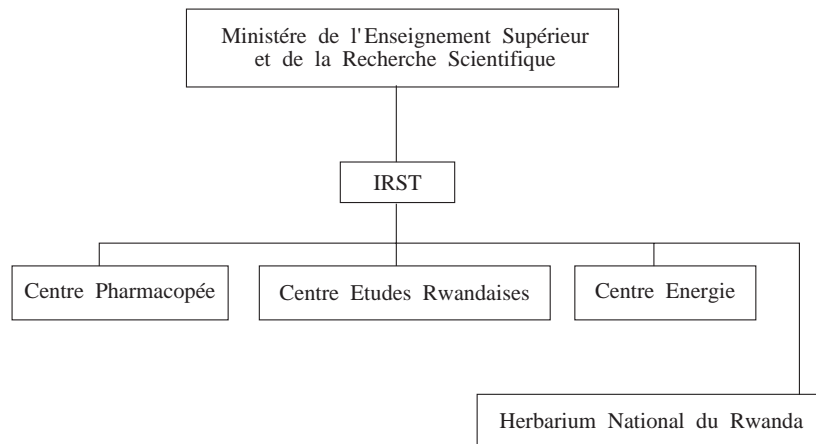 Ministére de l'Enseignement Supérieur
et de la Recherche Scientifique
IRST
Centre Pharmacopée
Centre Etudes Rwandaises
Centre Energie
Herbarium National du Rwanda